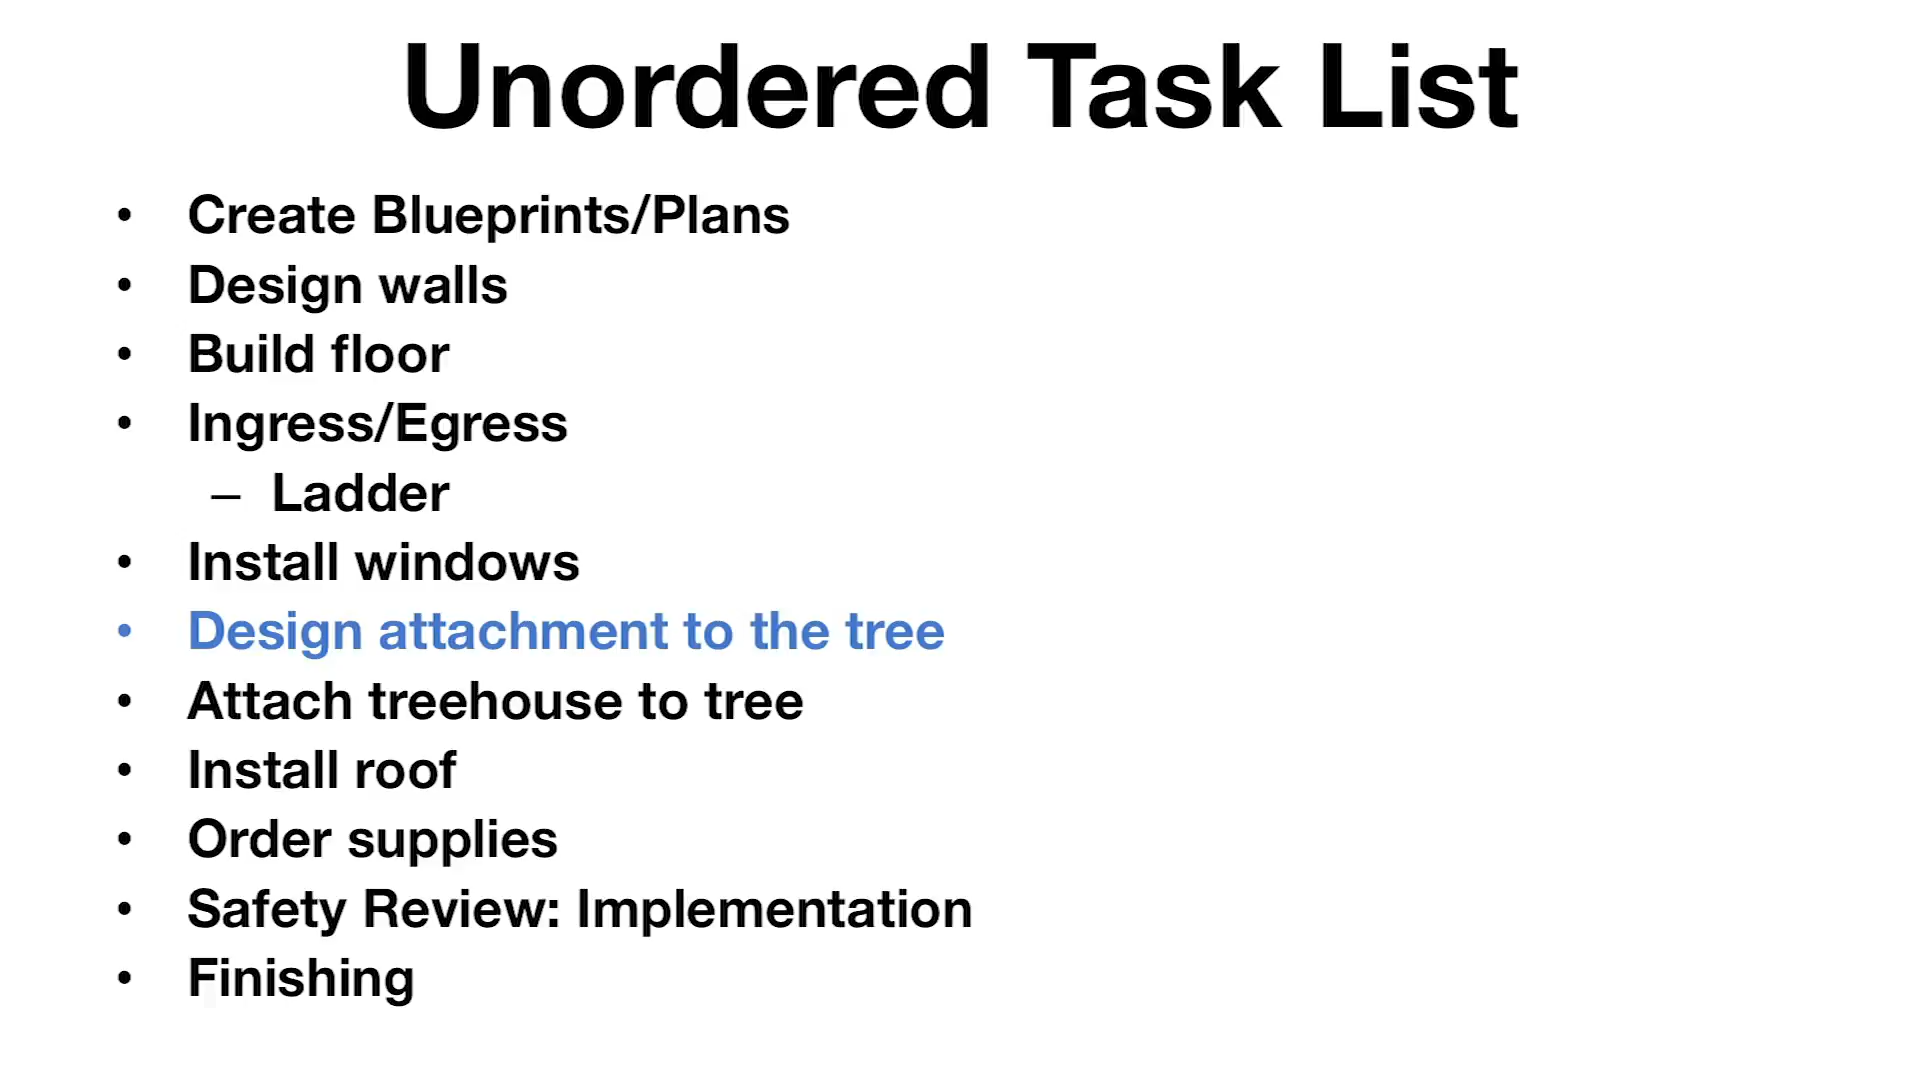 Unordered Task List
• Create Blueprints/Plans
• Design walls
• Build floor
• Ingress/Egress
– Ladder
• Install windows
• Design attachment to the tree
• Attach treehouse to tree
• Install roof
• Order supplies
• Safety Review: Implementation
• Finishing